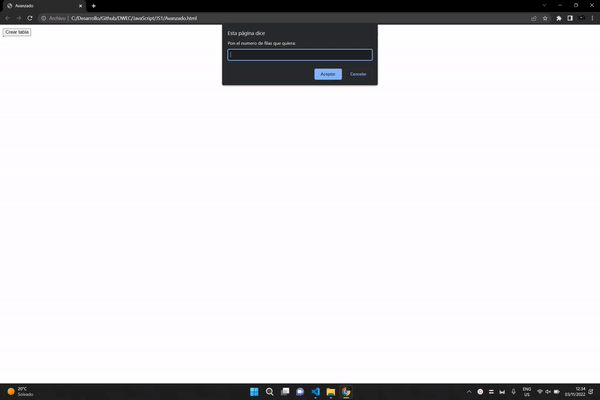 Avanzado
Archivo | C:/Desarrollo/Github/DWEC/JavaScript/JS1/Avanzado.html
Crear tabla
Esta página dice
Pon el numero de filas que quiera:
Aceptar
Cancelar
20°C
Soleado
ENG
US
12:34
03/11/2022